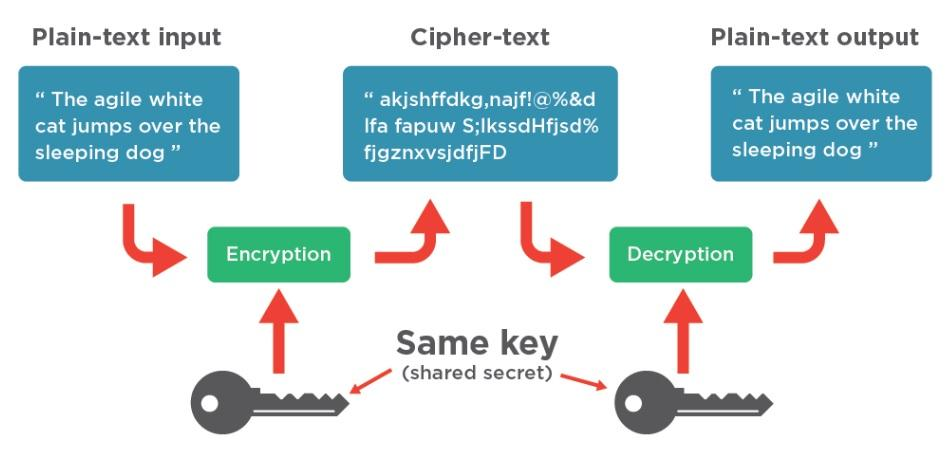 Plain-text input
Cipher-text
Plain-text output
“ The agile white
cat jumps over the
sleeping dog ”
“ akjshffdkg,najf!@%&d
lfa fapuw S;lkssdHfjsd%
fjgznxvsjdfjFD
“ The agile white
cat jumps over the
sleeping dog ”
Encryption
Decryption
Same key
(shared secret)